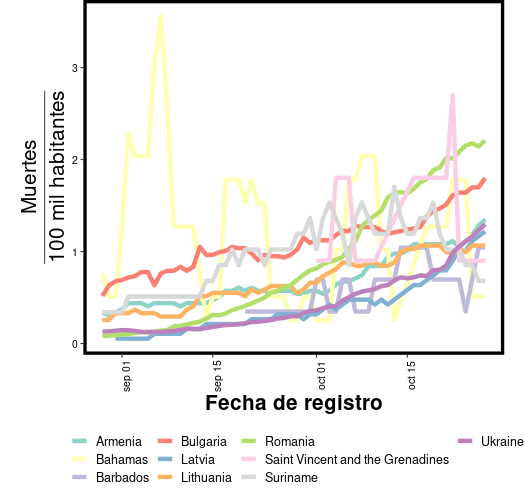 3
2
1
0
Muertes
100 mil habitantes
sep 01
sep 15
oct 01
oct 15
Fecha de registro
Armenia
Bulgaria
Romania
Ukraine
Bahamas
Latvia
Saint Vincent and the Grenadines
Barbados
Lithuania
Suriname